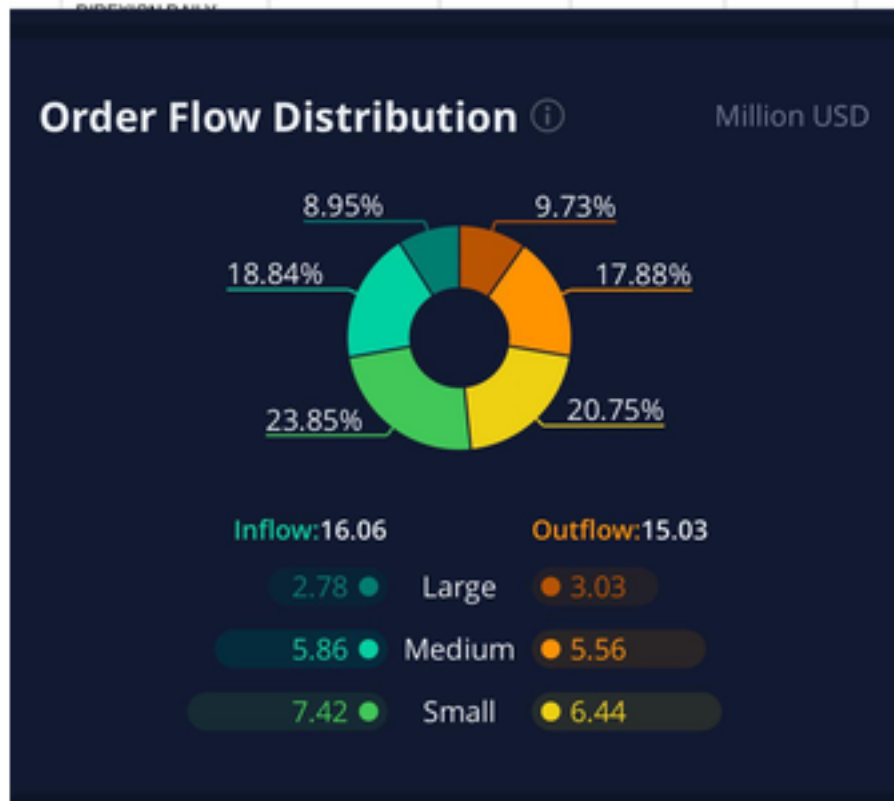 Order Flow Distribution
Million USD
8.95%
9.73%
18.84%
17.88%
23.85%
20.75%
Inflow:16.06
Outflow:15.03
2.78 Large 3.03
5.86 Medium 5.56
7.42 Small 6.44